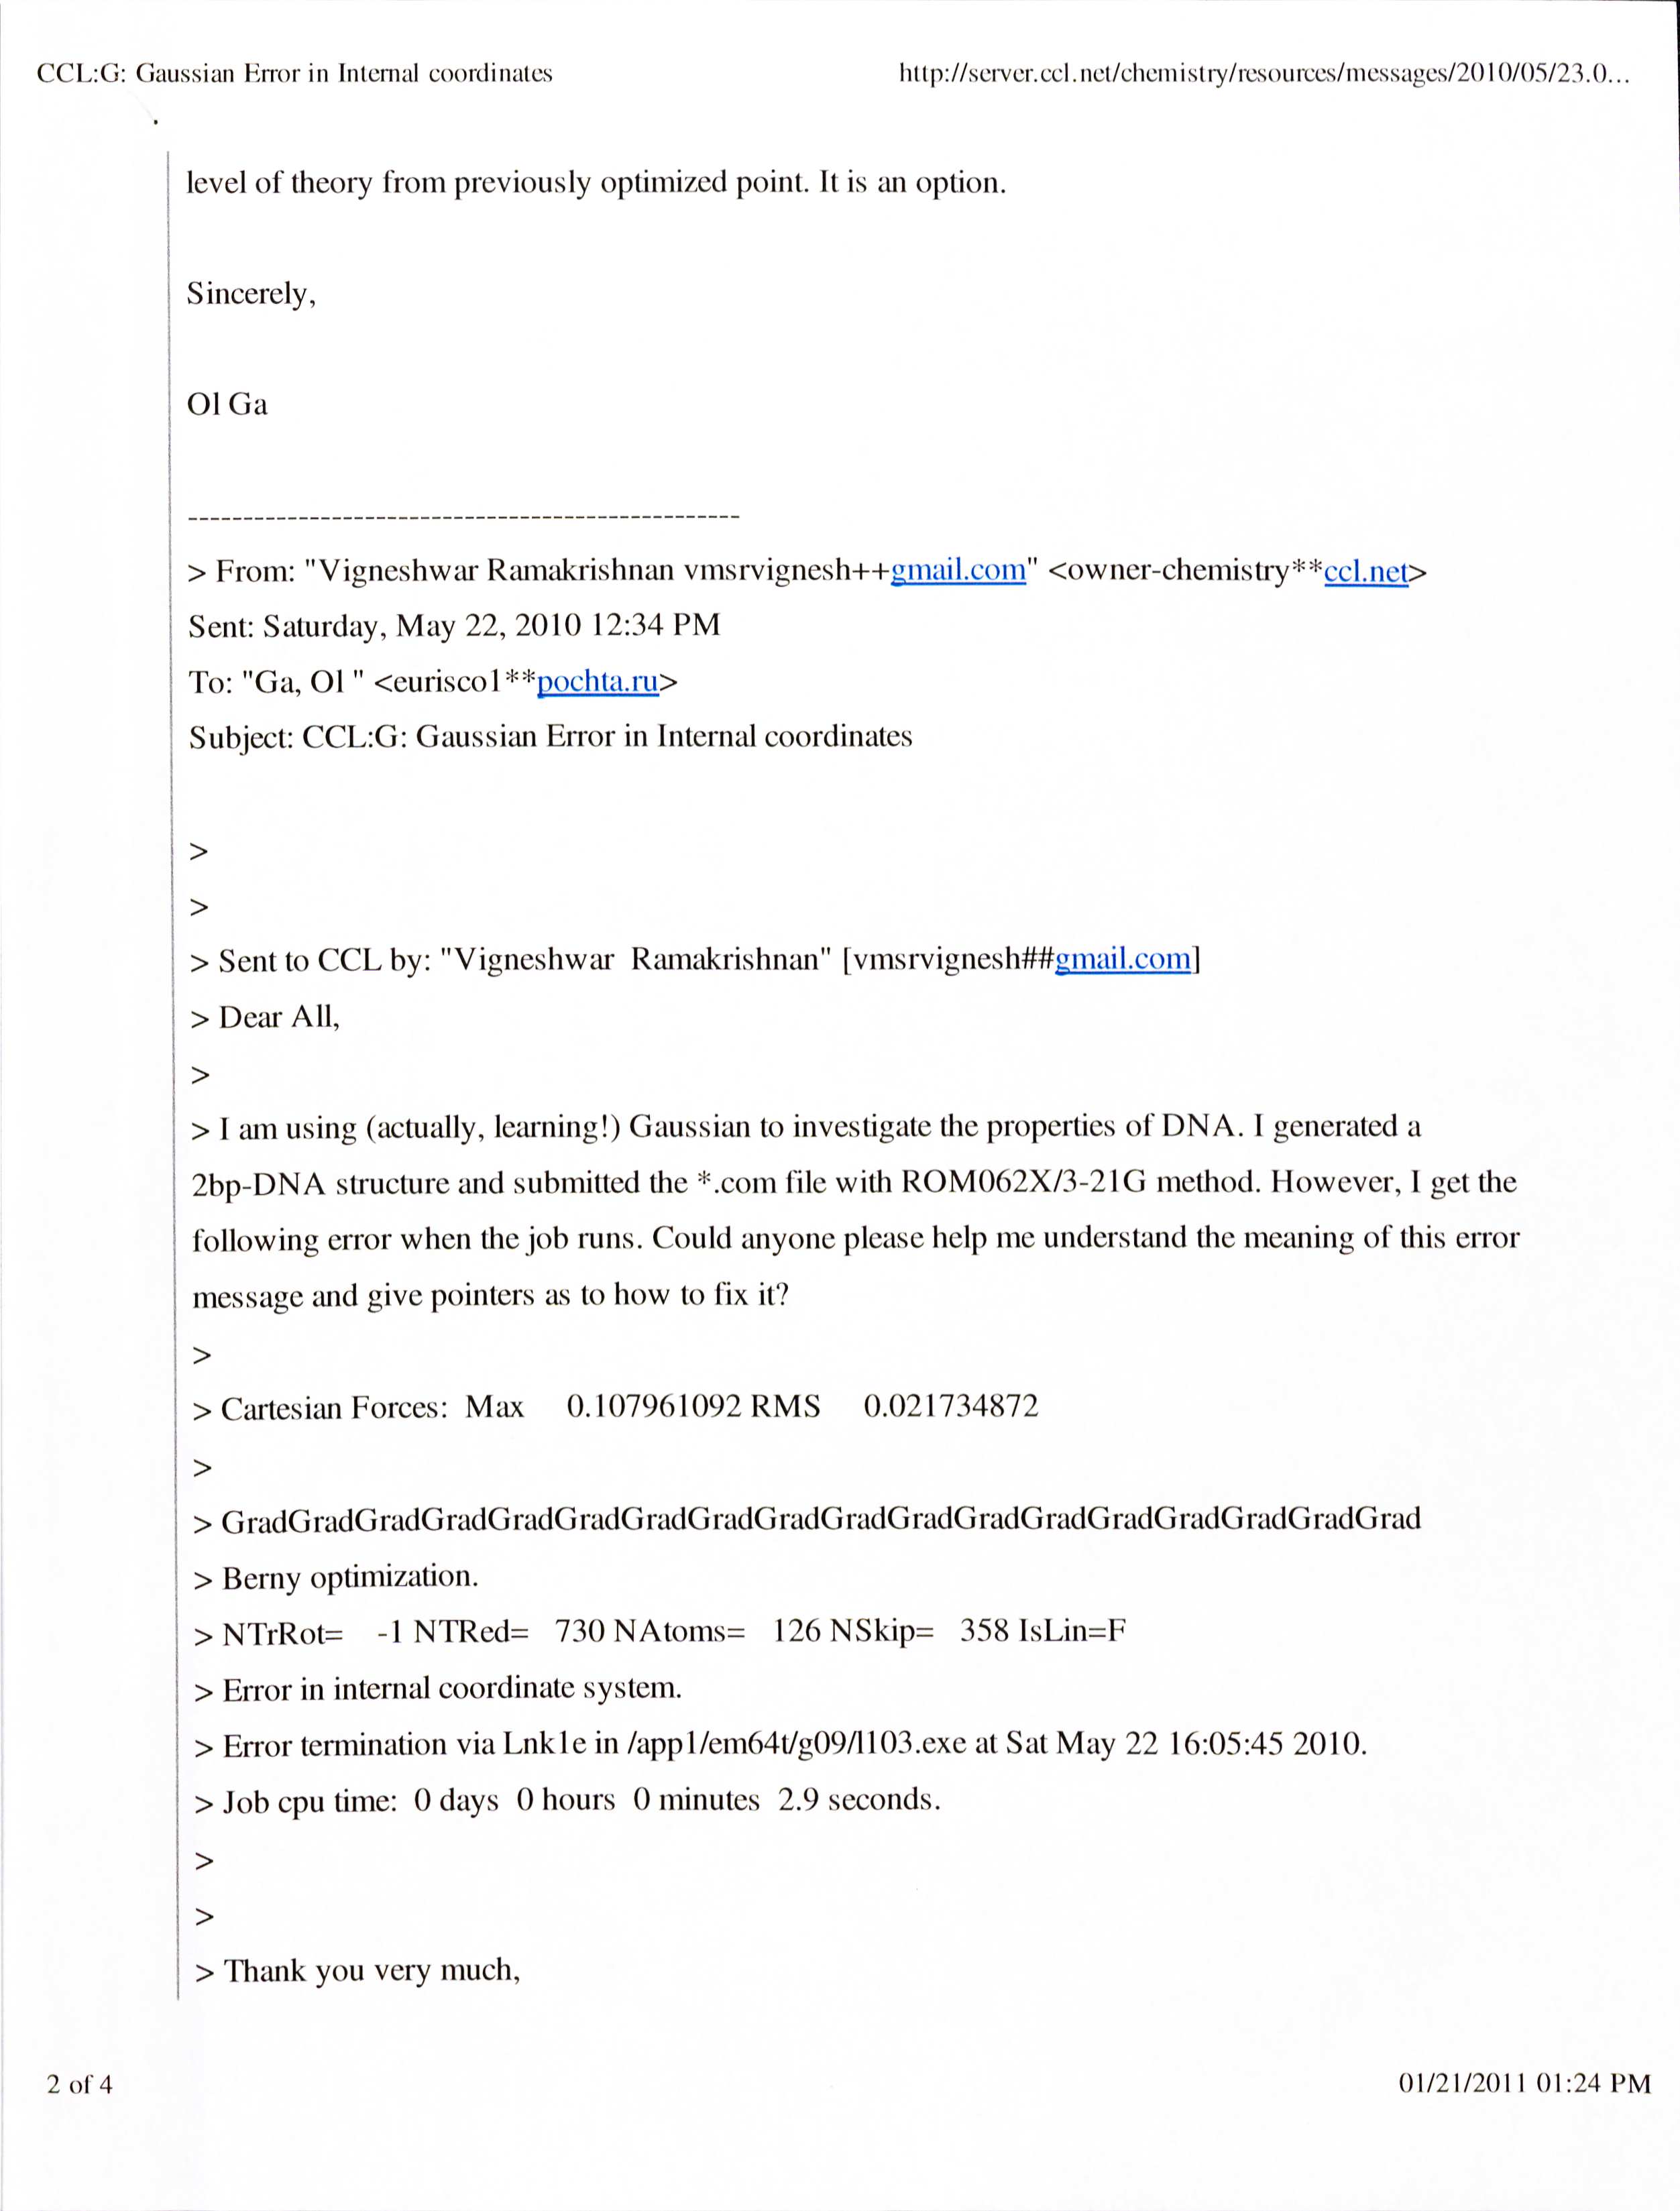 CCL:G: Gaussian Error in Internal coordinates http://server.ccl.net/chemistry/resources/messages/2010/05/23.0...
level of theory from previously optimized point. It is an option.
Sincerely,
Ol Ga
--------------------------------------------------
> From: "Vigneshwar Ramakrishnan vmsrvignesh++gmail.com" <owner-chemistry**ccl.net>
Sent: Saturday, May 22, 2010 12:34 PM
To: "Ga, Ol " <eurisco1**pochta.ru>
Subject: CCL:G: Gaussian Error in Internal coordinates
>
>
> Sent to CCL by: "Vigneshwar  Ramakrishnan" [vmsrvignesh##gmail.com]
> Dear All,
>
> I am using (actually, learning!) Gaussian to investigate the properties of DNA. I generated a
2bp-DNA structure and submitted the *.com file with ROM062X/3-21G method. However, I get the
following error when the job runs. Could anyone please help me understand the meaning of this error
message and give pointers as to how to fix it?
>
> Cartesian Forces:  Max     0.107961092 RMS     0.021734872
>
> GradGradGradGradGradGradGradGradGradGradGradGradGradGradGradGradGradGrad
> Berny optimization.
> NTrRot=    -1 NTRed=   730 NAtoms=   126 NSkip=   358 IsLin=F
> Error in internal coordinate system.
> Error termination via Lnk1e in /app1/em64t/g09/l103.exe at Sat May 22 16:05:45 2010.
> Job cpu time:  0 days  0 hours  0 minutes  2.9 seconds.
>
>
> Thank you very much,
2 of 4 01/21/2011 01:24 PM